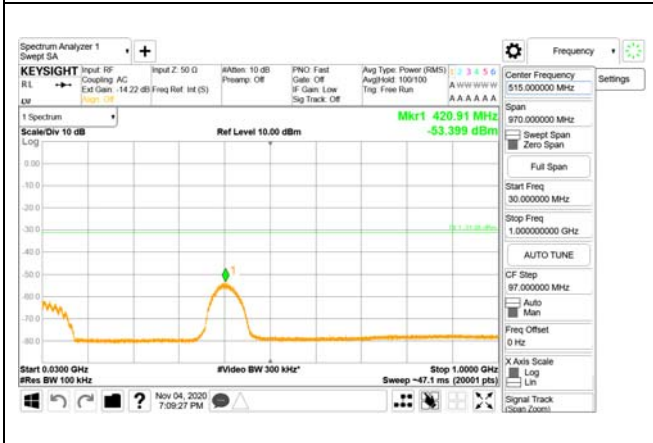 Spectrum Analyzer 1
Swept SA
Frequency
KEYSIGHT Input: RF Input Z: 50 Ω #Atten: 10 dB PNO: Fast Avg Type: Power (RMS) 1 2 3 4 5 6
RL Coupling: AC Preamp: Off Gate: Off Avg|Hold: 100/100 A W W W W W
Ext Gain: -14.22 dB Freq Ref: Int (S) IF Gain: Low Trig: Free Run
Align: Off Sig Track: Off A A A A A A
Center Frequency
515.000000 MHz
Settings
1 Spectrum
Scale/Div 10 dB Ref Level 10.00 dBm
Mkr1 420.91 MHz
-53.399 dBm
Log
0.00
-10.0
-20.0
-30.0
-40.0
-50.0
-60.0
-70.0
-80.0
1
Span
970.000000 MHz
Swept Span
Zero Span
Full Span
Start Freq
30.000000 MHz
Stop Freq
1.000000000 GHz
AUTO TUNE
CF Step
97.000000 MHz
Auto
Man
Freq Offset
0 Hz
X Axis Scale
Log
Lin
Signal Track
(Span Zoom)
Start 0.0300 GHz #Video BW 300 kHz* Stop 1.0000 GHz
#Res BW 100 kHz Sweep ~47.1 ms (20001 pts)
Nov 04, 2020
7:09:27 PM